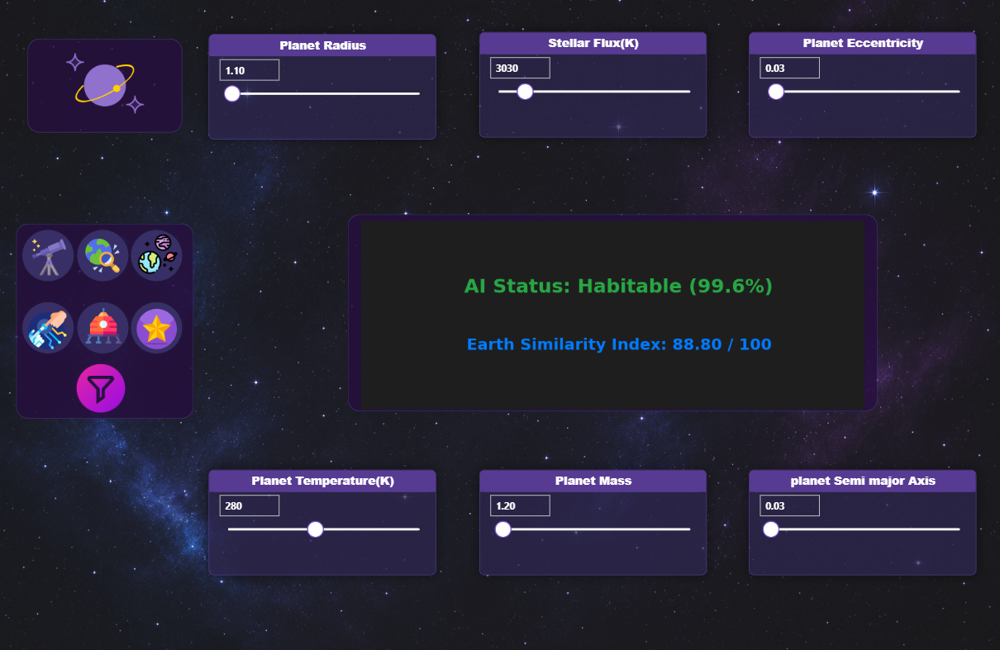 Planet Radius
1.10
Stellar Flux(K)
3030
Planet Eccentricity
0.03
AI Status: Habitable (99.6%)
Earth Similarity Index: 88.80 / 100
Planet Temperature(K)
280
Planet Mass
1.20
planet Semi major Axis
0.03